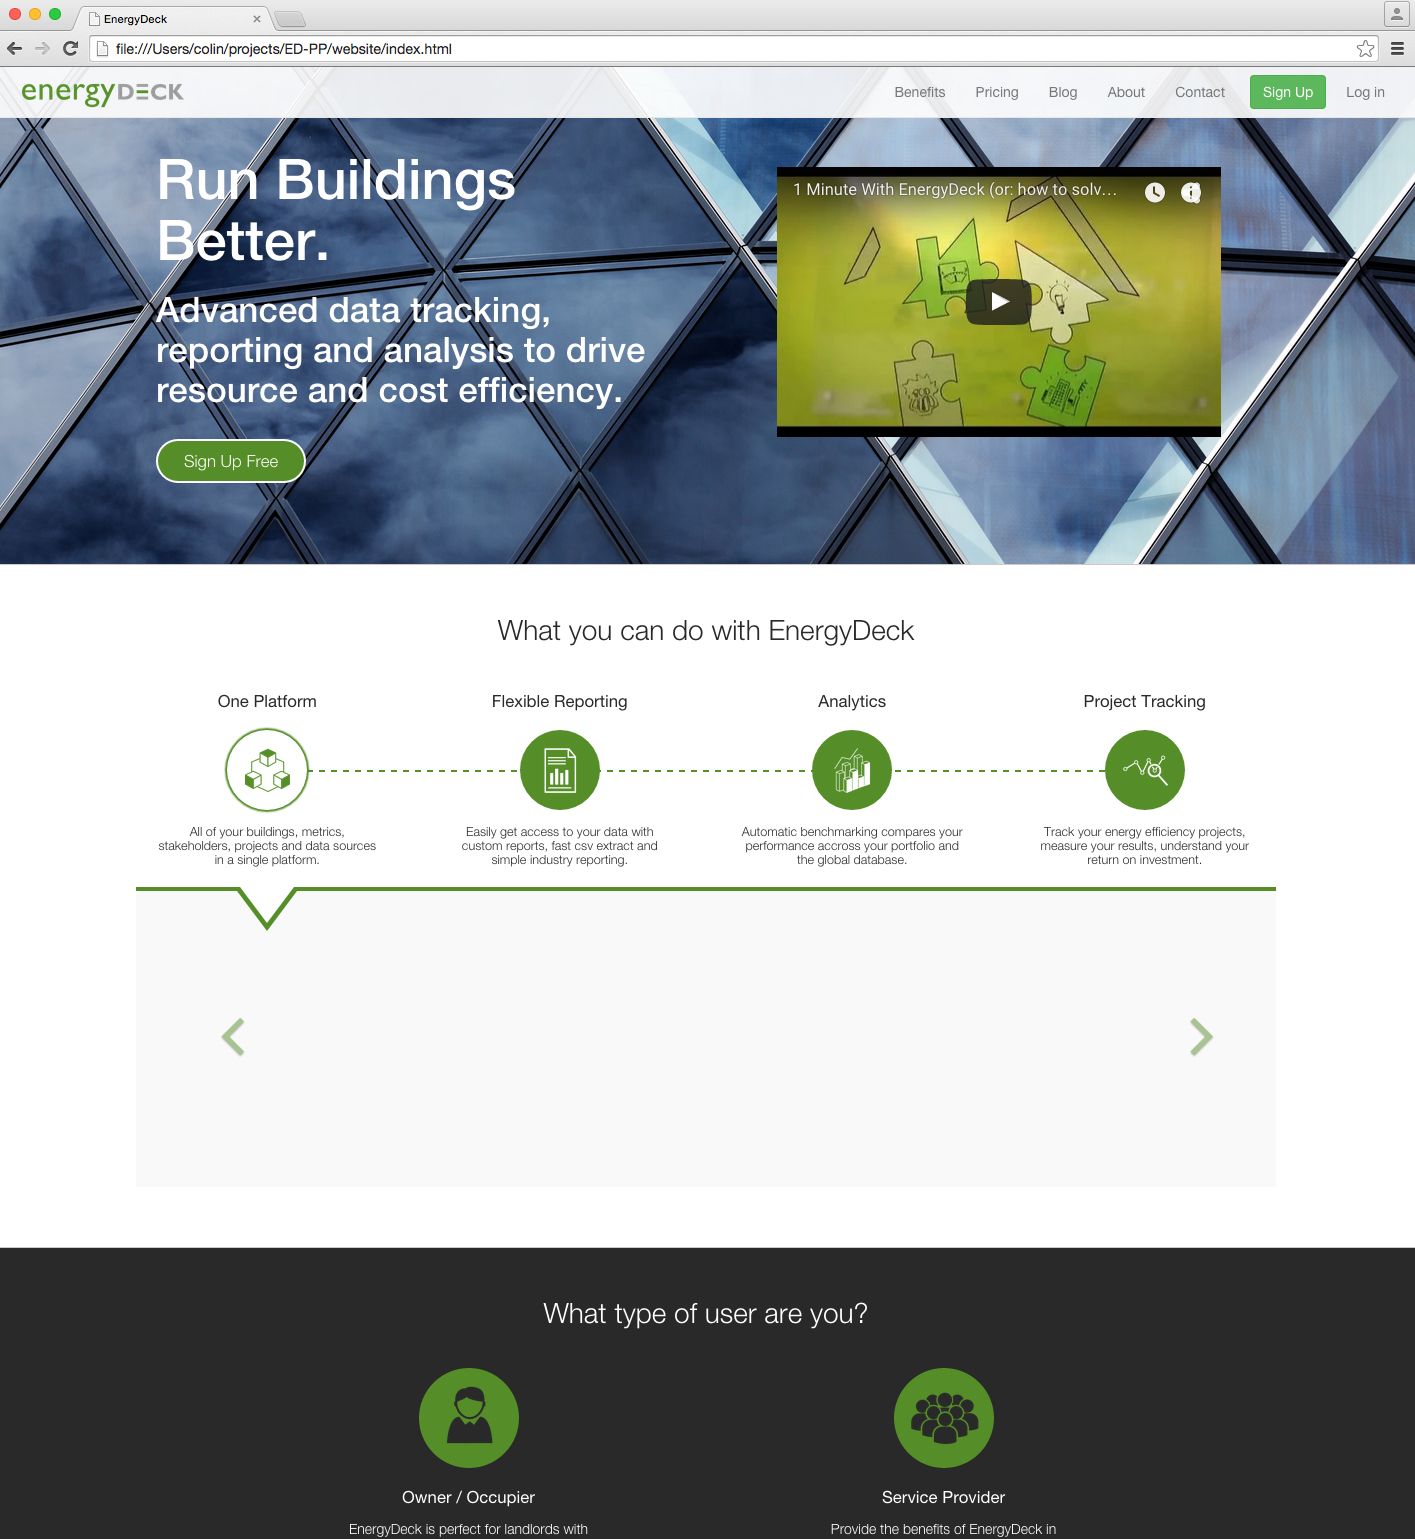 EnergyDeck
file:///Users/colin/projects/ED-PP/website/index.html
energyDECK
Benefits
Pricing
Blog
About
Contact
Sign Up
Log in
Run Buildings
Better.
Advanced data tracking,
reporting and analysis to drive
resource and cost efficiency.
Sign Up Free
1 Minute With EnergyDeck (or: how to solv...
What you can do with EnergyDeck
One Platform
All of your buildings, metrics,
stakeholders, projects and data sources
in a single platform.
Flexible Reporting
Easily get access to your data with
custom reports, fast csv extract and
simple industry reporting.
Analytics
Automatic benchmarking compares your
performance accross your portfolio and
the global database.
Project Tracking
Track your energy efficiency projects,
measure your results, understand your
return on investment.
What type of user are you?
Owner / Occupier
EnergyDeck is perfect for landlords with
Service Provider
Provide the benefits of EnergyDeck in